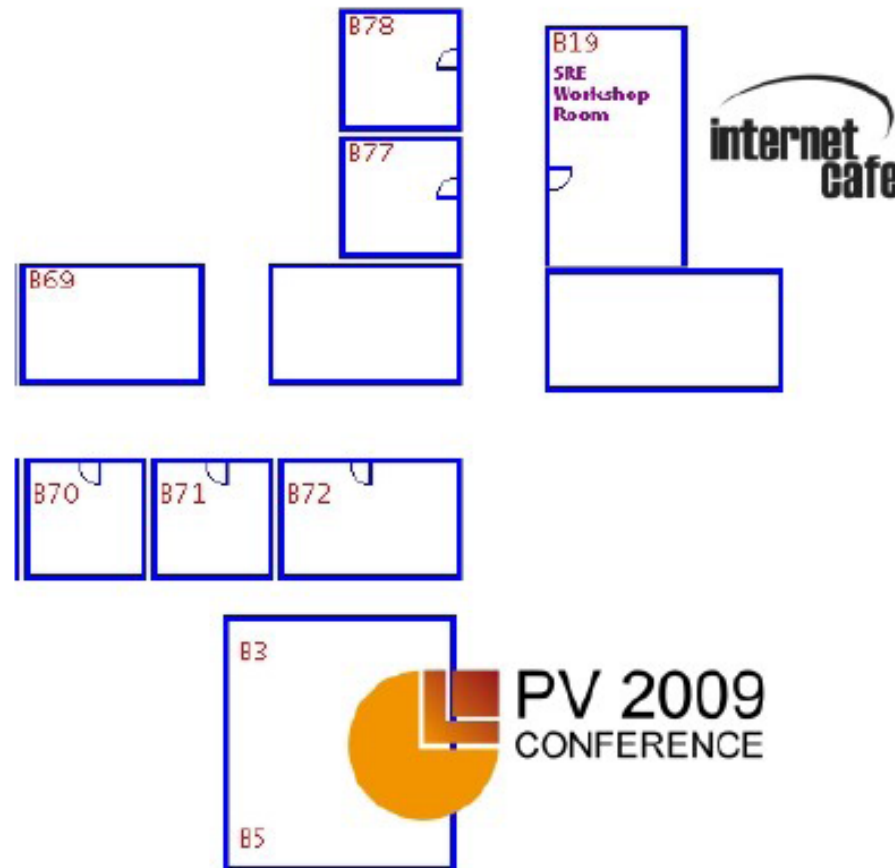 B78
B19
SRE
Workshop
Room
internet
cafe
B77
B69
B70
B71
B72
B3
PV 2009
CONFERENCE
B5